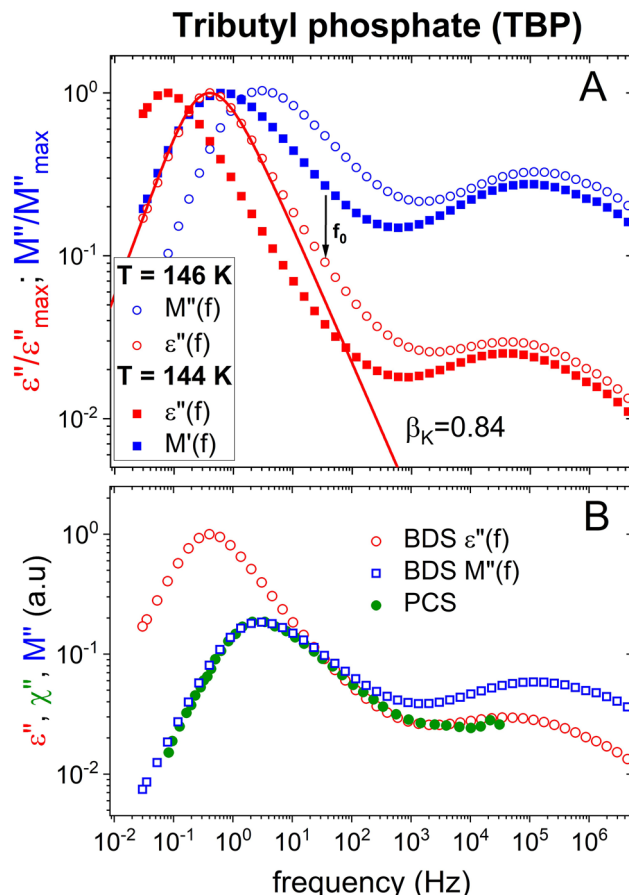 Tributyl phosphate (TBP)
A
10⁰
10⁻¹
10⁻²
ε"/ε"max; M"/M"max
f₀
T = 146 K
M"(f)
ε"(f)
T = 144 K
ε"(f)
M'(f)
βK=0.84
B
BDS ε"(f)
BDS M"(f)
PCS
10⁰
10⁻¹
10⁻²
ε", χ", M" (a.u)
10⁻² 10⁻¹ 10⁰ 10¹ 10² 10³ 10⁴ 10⁵ 10⁶
frequency (Hz)